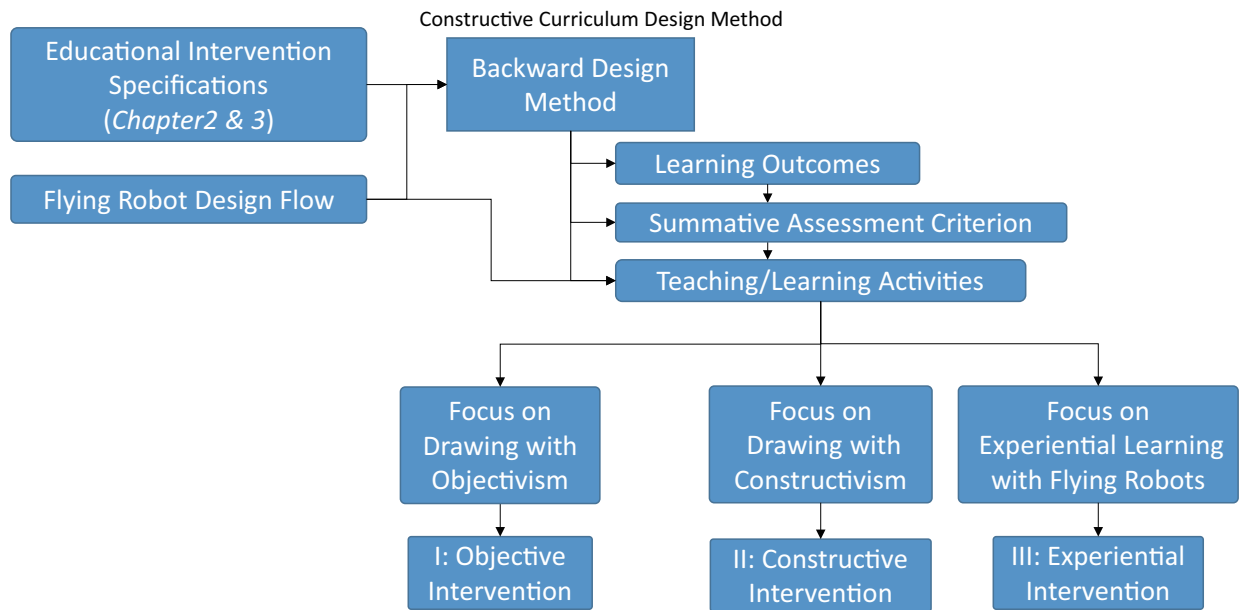 Constructive Curriculum Design Method
Educational Intervention
Specifications
(Chapter2 & 3)
Backward Design
Method
Flying Robot Design Flow
Learning Outcomes
Summative Assessment Criterion
Teaching/Learning Activities
Focus on
Drawing with
Objectivism
Focus on
Drawing with
Constructivism
Focus on
Experiential Learning
with Flying Robots
I: Objective
Intervention
II: Constructive
Intervention
III: Experiential
Intervention